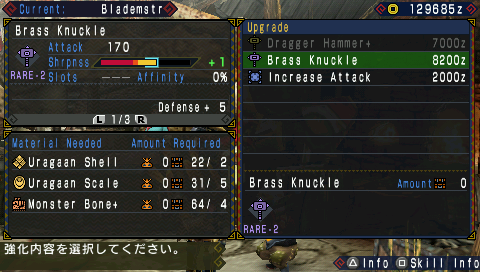 Current: Blademstr
129685z
Brass Knuckle
Attack 170
Shrpnss +1
RARE-2
Slots --- Affinity 0%
Defense+ 5
L 1/3 R
Material Needed Amount Required
Uragaan Shell 0 22/ 2
Uragaan Scale 0 31/ 5
Monster Bone+ 0 64/ 4
強化内容を選択してください。
Upgrade
Dragger Hammer+ 7000z
Brass Knuckle 8200z
Increase Attack 2000z
Brass Knuckle Amount 0
RARE-2
Info Skill Info